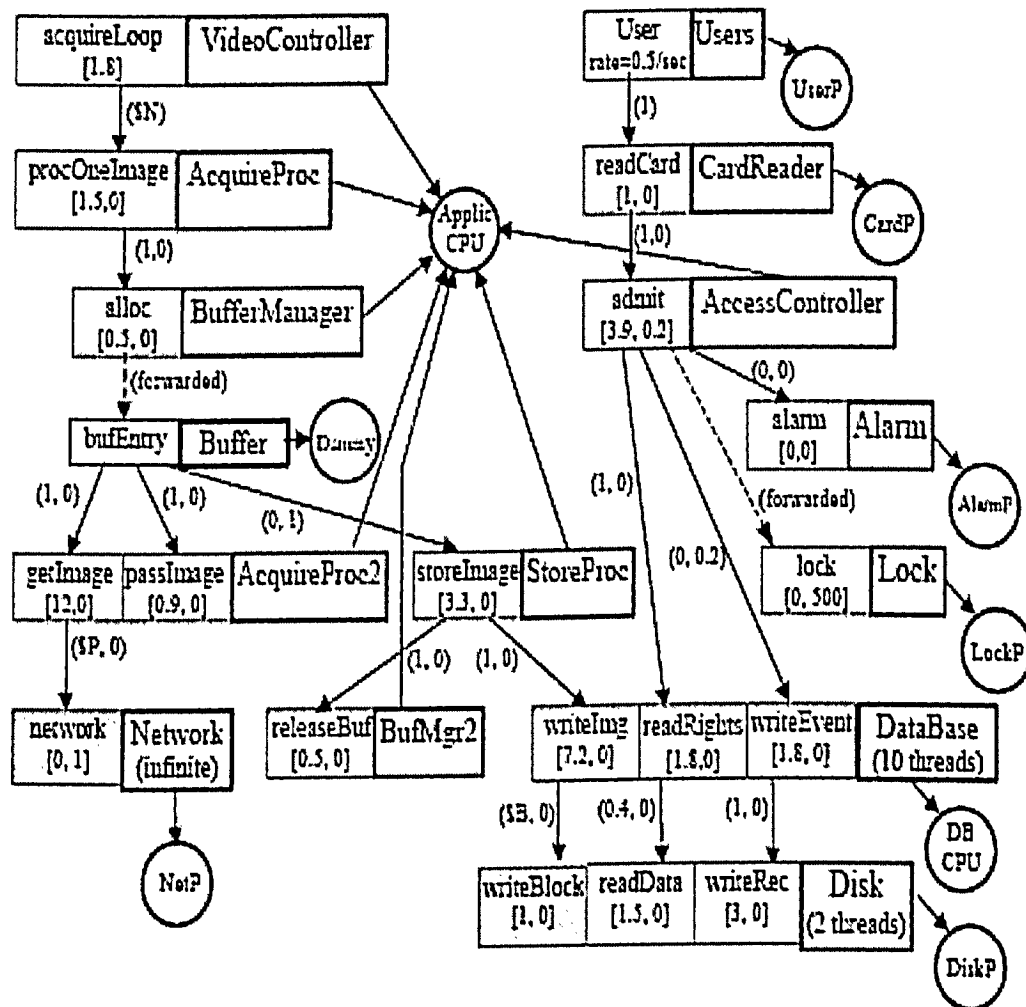 acquireLoop
[1.8]
VideoController
User
rate=0.5/sec
Users
UserP
($N)
(1)
procOneImage
[1.5,0]
AcquireProc
Applic
CPU
readCard
[1, 0]
CardReader
CardP
(1,0)
(1,0)
alloc
[0.5, 0]
BufferManager
admit
[3.9, 0.2]
AccessController
(forwarded)
(0, 0)
alarm
[0,0]
Alarm
AlarmP
bufEntry
Buffer
Dummy
(1, 0)
(1, 0)
(0, 1)
(1, 0)
(forwarded)
(0, 0.2)
getImage
[12,0]
passImage
[0.9, 0]
AcquireProc2
storeImage
[3.3, 0]
StoreProc
lock
[0, 500]
Lock
LockP
($P, 0)
(1, 0)
(1, 0)
network
[0, 1]
Network
(infinite)
releaseBuf
[0.5, 0]
BufMgr2
writeImg
[7.2, 0]
readRights
[1.8,0]
writeEvent
[1.8, 0]
DataBase
(10 threads)
($B, 0)
(0.4, 0)
(1, 0)
DB
CPU
NetP
writeBlock
[1, 0]
readData
[1.5, 0]
writeRec
[3, 0]
Disk
(2 threads)
DiskP